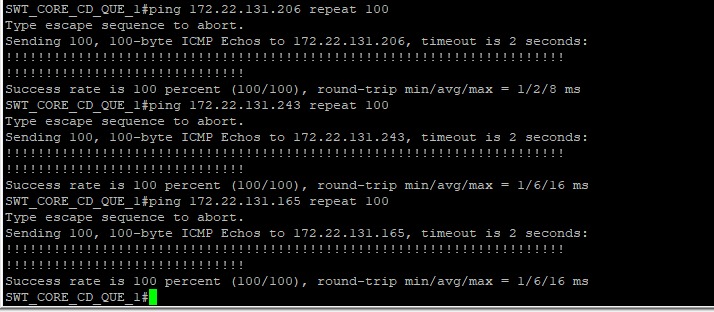 SWT_CORE_CD_QUE_1#ping 172.22.131.206 repeat 100
Type escape sequence to abort.
Sending 100, 100-byte ICMP Echos to 172.22.131.206, timeout is 2 seconds:
!!!!!!!!!!!!!!!!!!!!!!!!!!!!!!!!!!!!!!!!!!!!!!!!!!!!!!!!!!!!!!!!!!!!!!
!!!!!!!!!!!!!!!!!!!!!!!!!!!!!!
Success rate is 100 percent (100/100), round-trip min/avg/max = 1/2/8 ms
SWT_CORE_CD_QUE_1#ping 172.22.131.243 repeat 100
Type escape sequence to abort.
Sending 100, 100-byte ICMP Echos to 172.22.131.243, timeout is 2 seconds:
!!!!!!!!!!!!!!!!!!!!!!!!!!!!!!!!!!!!!!!!!!!!!!!!!!!!!!!!!!!!!!!!!!!!!!
!!!!!!!!!!!!!!!!!!!!!!!!!!!!!!
Success rate is 100 percent (100/100), round-trip min/avg/max = 1/6/16 ms
SWT_CORE_CD_QUE_1#ping 172.22.131.165 repeat 100
Type escape sequence to abort.
Sending 100, 100-byte ICMP Echos to 172.22.131.165, timeout is 2 seconds:
!!!!!!!!!!!!!!!!!!!!!!!!!!!!!!!!!!!!!!!!!!!!!!!!!!!!!!!!!!!!!!!!!!!!!!
!!!!!!!!!!!!!!!!!!!!!!!!!!!!!!
Success rate is 100 percent (100/100), round-trip min/avg/max = 1/6/16 ms
SWT_CORE_CD_QUE_1#